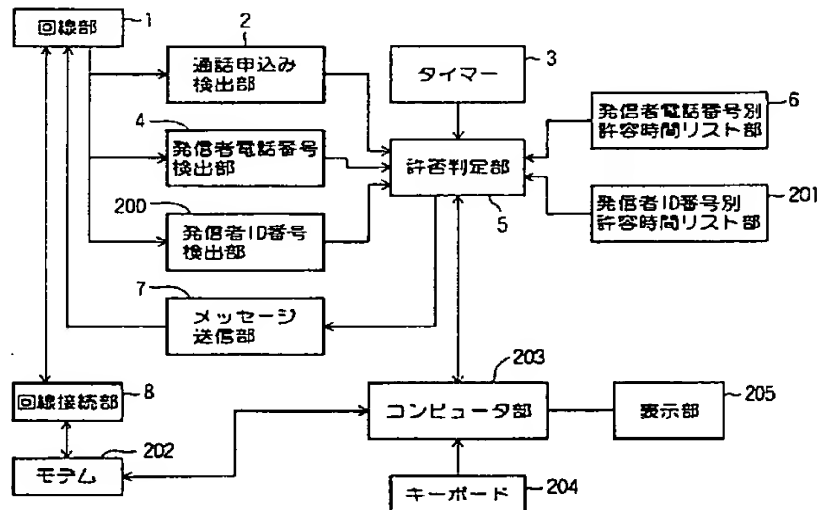 回線部
1
2
通話申込み
検出部
タイマー
3
4
発信者電話番号
検出部
許否判定部
5
発信者電話番号別
許容時間リスト部
6
200
発信者ID番号
検出部
発信者ID番号別
許容時間リスト部
201
7
メッセージ
送信部
203
回線接続部
8
コンピュータ部
表示部
205
202
モデム
キーボード
204